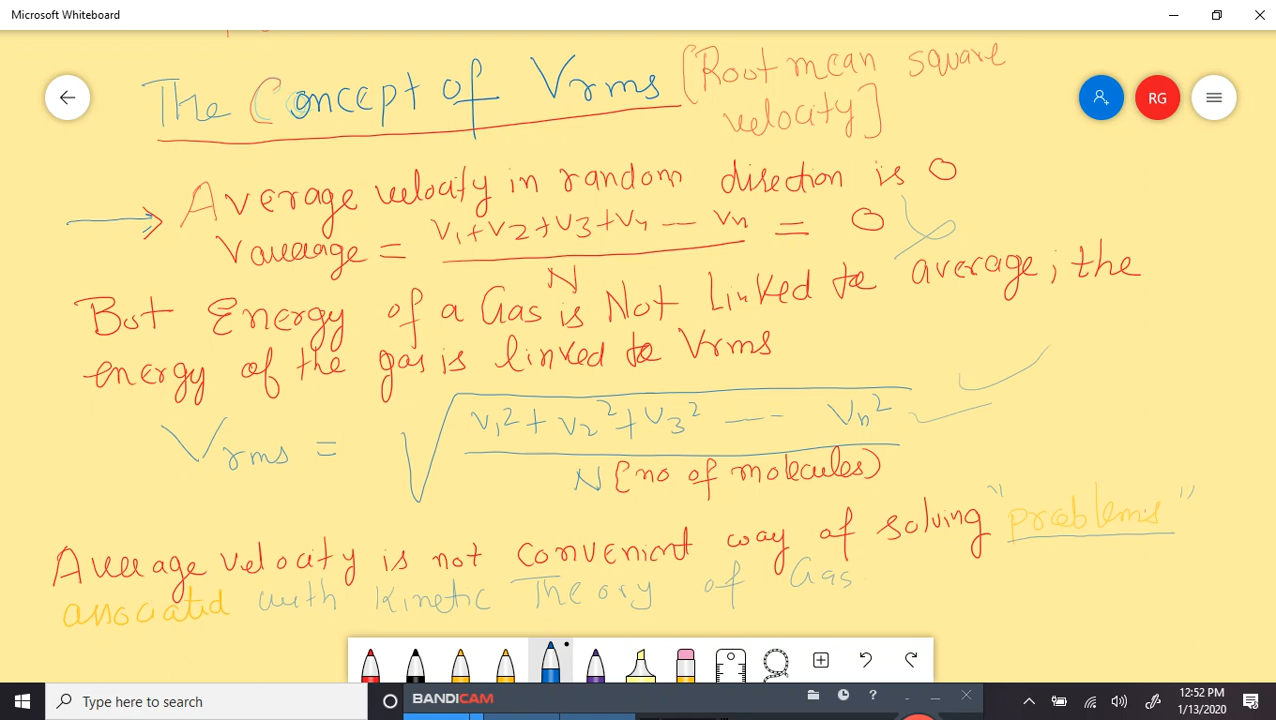 Microsoft Whiteboard
The Concept of Vrms [Root mean square
velocity]
RG
Average velocity in random direction is 0
Vaverage = V1+V2+V3+V4 --- Vn / N = 0
But Energy of a Gas is Not Linked to average; the
energy of the gas is linked to Vrms
Vrms = √(V1²+V2²+V3² ---- Vn² / N {no of molecules)
Average velocity is not convenient way of solving "problems"
associated with Kinetic Theory of Gas
Type here to search
BANDICAM
12:52 PM
1/13/2020